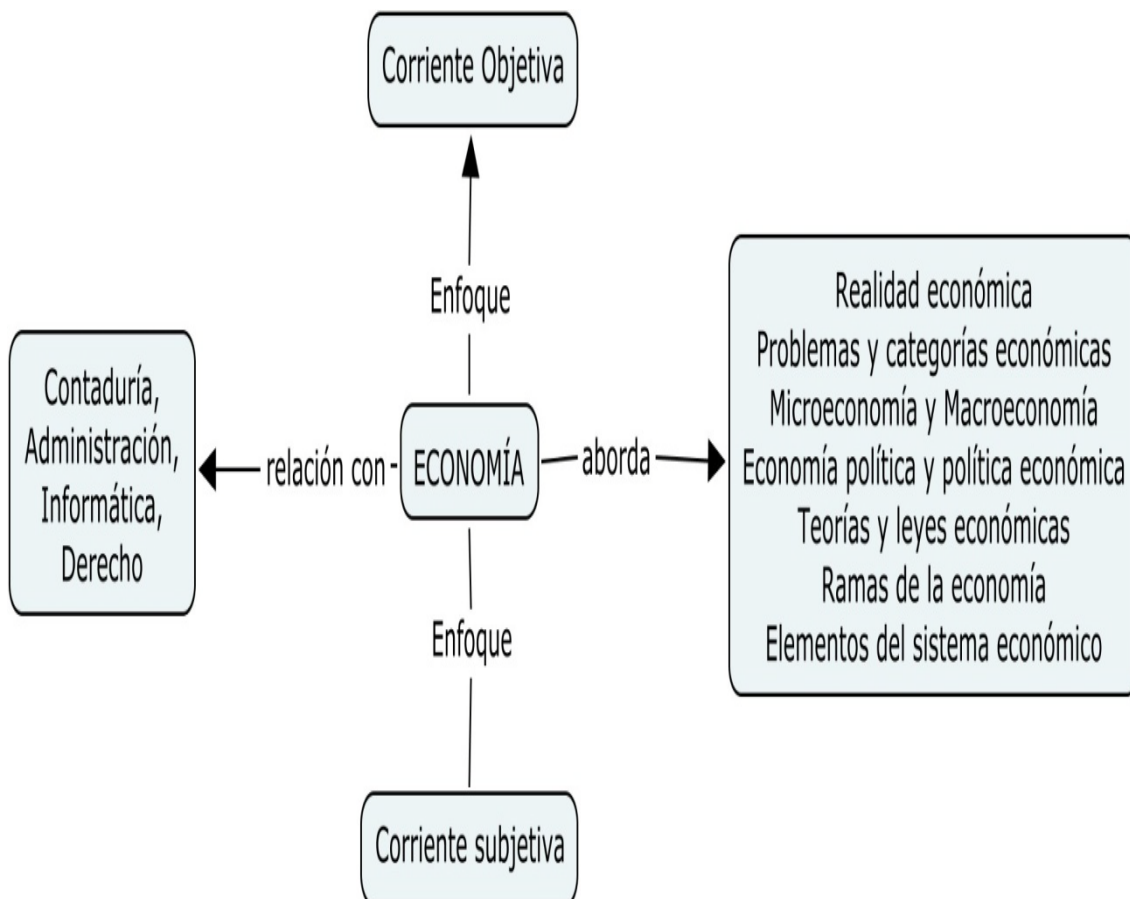 Corriente Objetiva
Enfoque
Contaduría,
Administración,
Informática,
Derecho
relación con
ECONOMÍA
aborda
Realidad económica
Problemas y categorías económicas
Microeconomía y Macroeconomía
Economía política y política económica
Teorías y leyes económicas
Ramas de la economía
Elementos del sistema económico
Enfoque
Corriente subjetiva